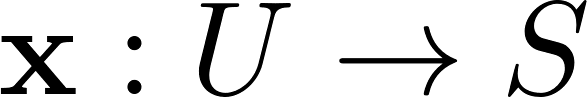 𝐱 : U → S